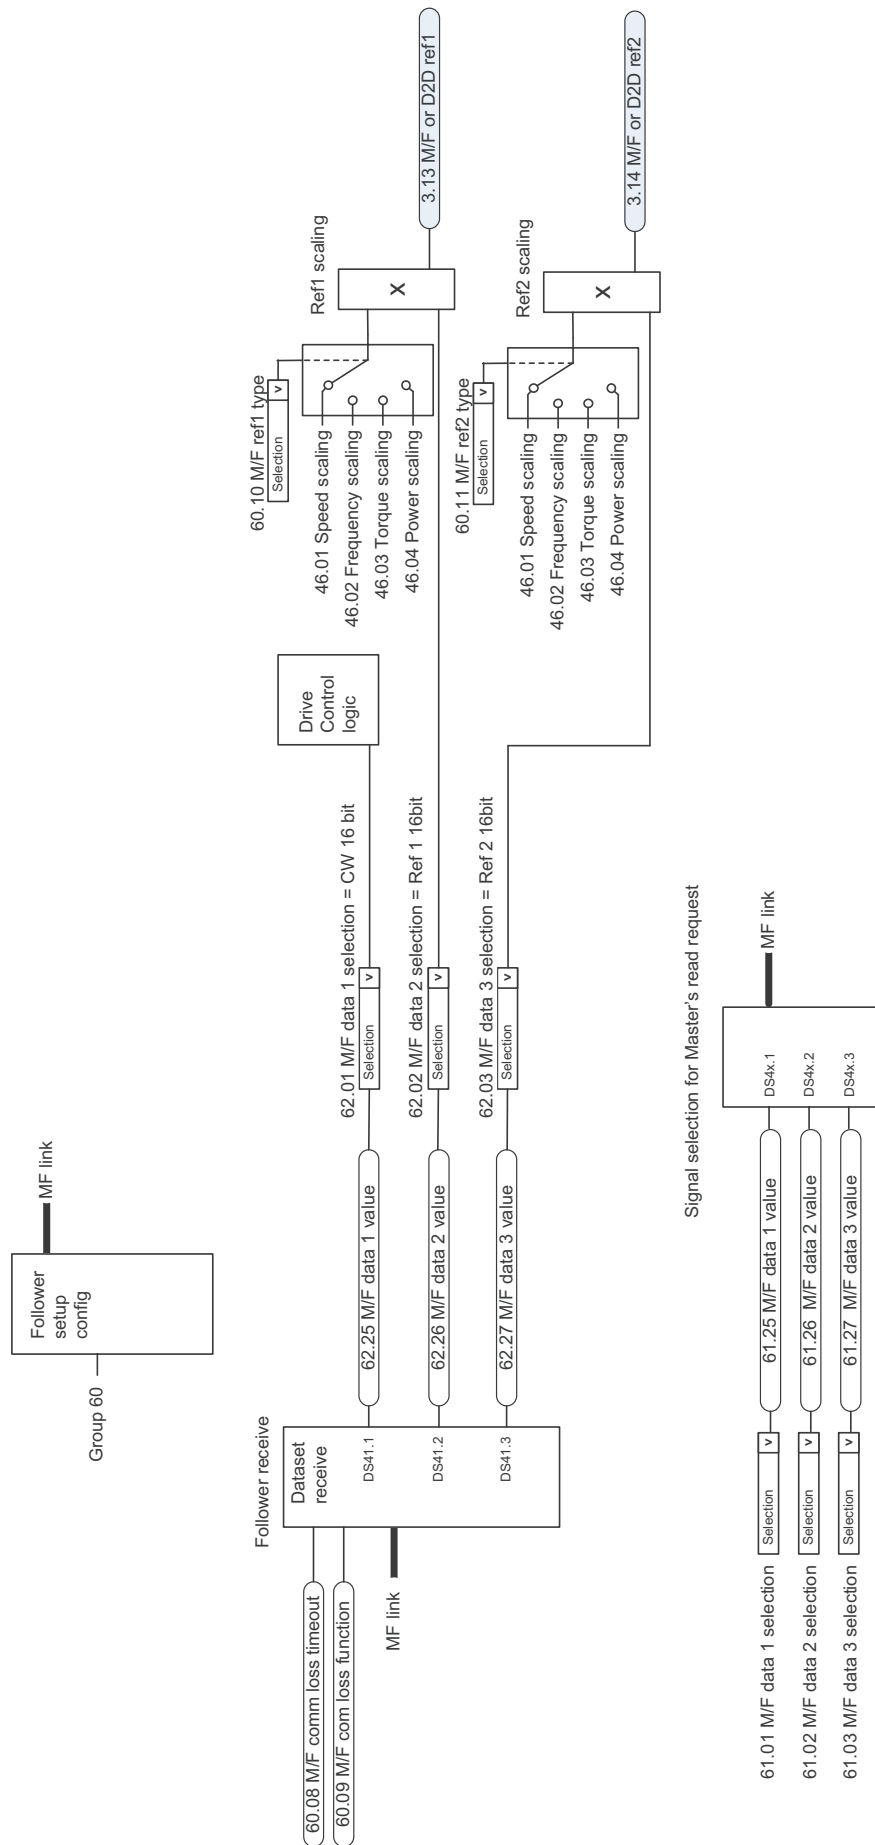 Group 60
Follower
setup
config
MF link
Follower receive
60.08 M/F comm loss timeout
60.09 M/F com loss function
MF link
Dataset
receive
DS41.1
DS41.2
DS41.3
62.25 M/F data 1 value
62.26 M/F data 2 value
62.27 M/F data 3 value
62.01 M/F data 1 selection = CW 16 bit
Selection
v
62.02 M/F data 2 selection = Ref 1 16bit
Selection
v
62.03 M/F data 3 selection = Ref 2 16bit
Selection
v
Drive
Control
logic
60.10 M/F ref1 type
Selection
v
46.01 Speed scaling
46.02 Frequency scaling
46.03 Torque scaling
46.04 Power scaling
Ref1 scaling
X
3.13 M/F or D2D ref1
60.11 M/F ref2 type
Selection
v
46.01 Speed scaling
46.02 Frequency scaling
46.03 Torque scaling
46.04 Power scaling
Ref2 scaling
X
3.14 M/F or D2D ref2
Signal selection for Master's read request
61.01 M/F data 1 selection
Selection
v
61.25 M/F data 1 value
DS4x.1
MF link
61.02 M/F data 2 selection
Selection
v
61.26 M/F data 2 value
DS4x.2
61.03 M/F data 3 selection
Selection
v
61.27 M/F data 3 value
DS4x.3